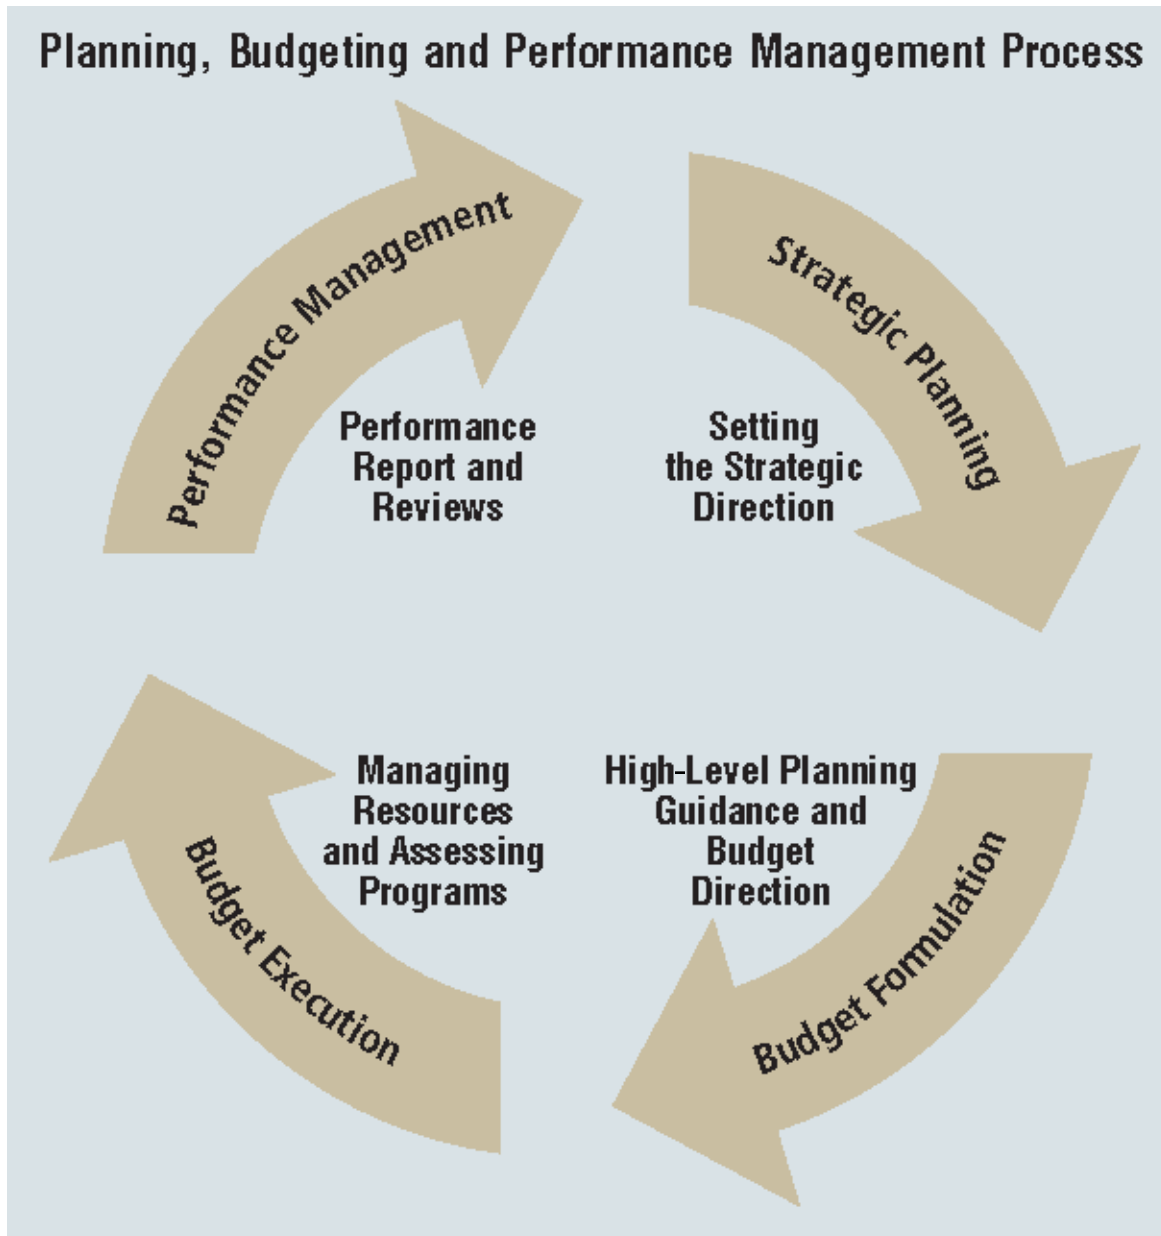 Planning, Budgeting and Performance Management Process
Performance Management
Strategic Planning
Performance
Report and
Reviews
Setting
the Strategic
Direction
Managing
Resources
and Assessing
Programs
High-Level Planning
Guidance and
Budget
Direction
Budget Execution
Budget Formulation